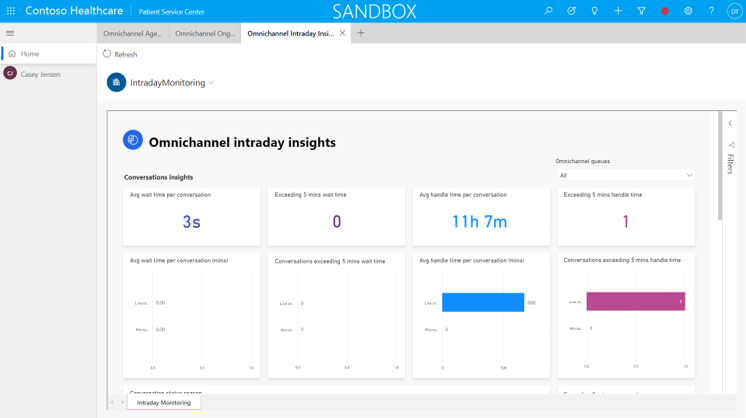 Contoso Healthcare
Patient Service Center
SANDBOX
DT
Omnichannel Age...
Omnichannel Ong...
Omnichannel Intraday Insi...
Home
Refresh
CJ
Casey Jensen
IntradayMonitoring
Omnichannel intraday insights
Omnichannel queues
Conversations insights
All
Filters
Avg wait time per conversation
Exceeding 5 mins wait time
Avg handle time per conversation
Exceeding 5 mins handle time
3s
0
11h 7m
1
Avg wait time per conversation (mins)
Conversations exceeding 5 mins wait time
Avg handle time per conversation (mins)
Conversations exceeding 5 mins handle time
Live ch...
0.00
Live ch...
0
Live ch...
Live ch...
0.00
0
0
0
0.0
0.5
1.0
0.0
0.5
1.0
0
500
0.0
0.5
1.0
Conversation status reason
Intraday Monitoring